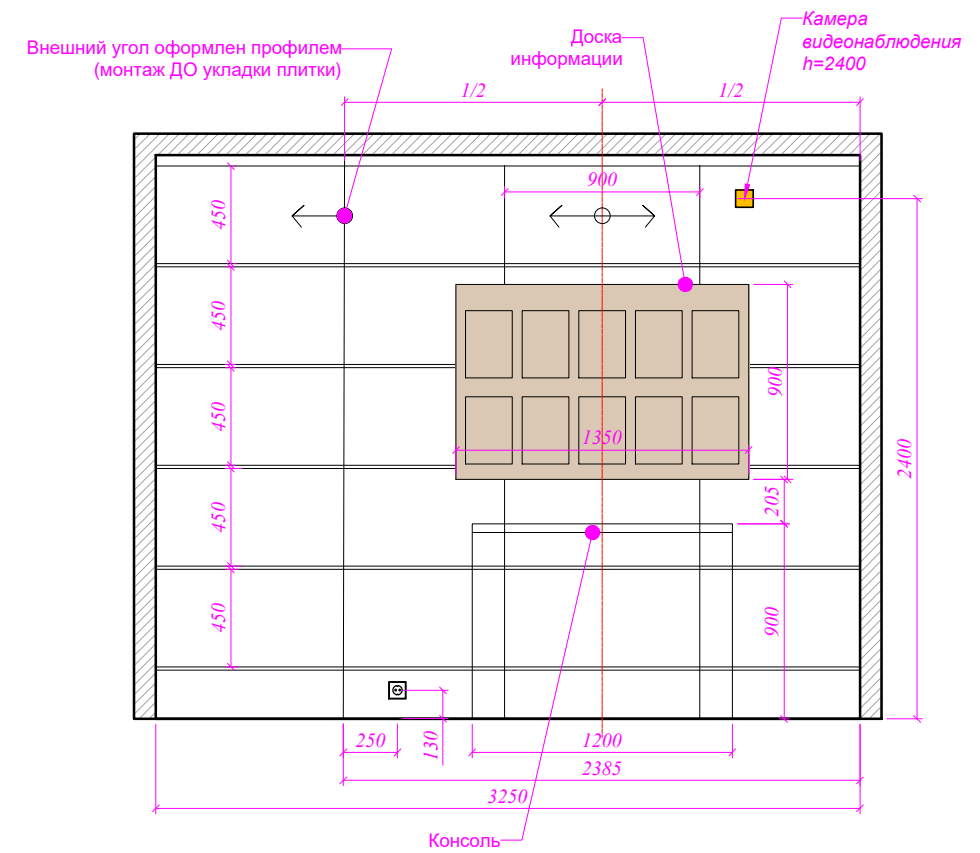 Внешний угол оформлен профилем
(монтаж ДО укладки плитки)
Доска
информации
Камера
видеонаблюдения
h=2400
1/2
1/2
900
450
450
450
450
450
900
1350
2400
205
900
250
130
1200
2385
3250
Консоль